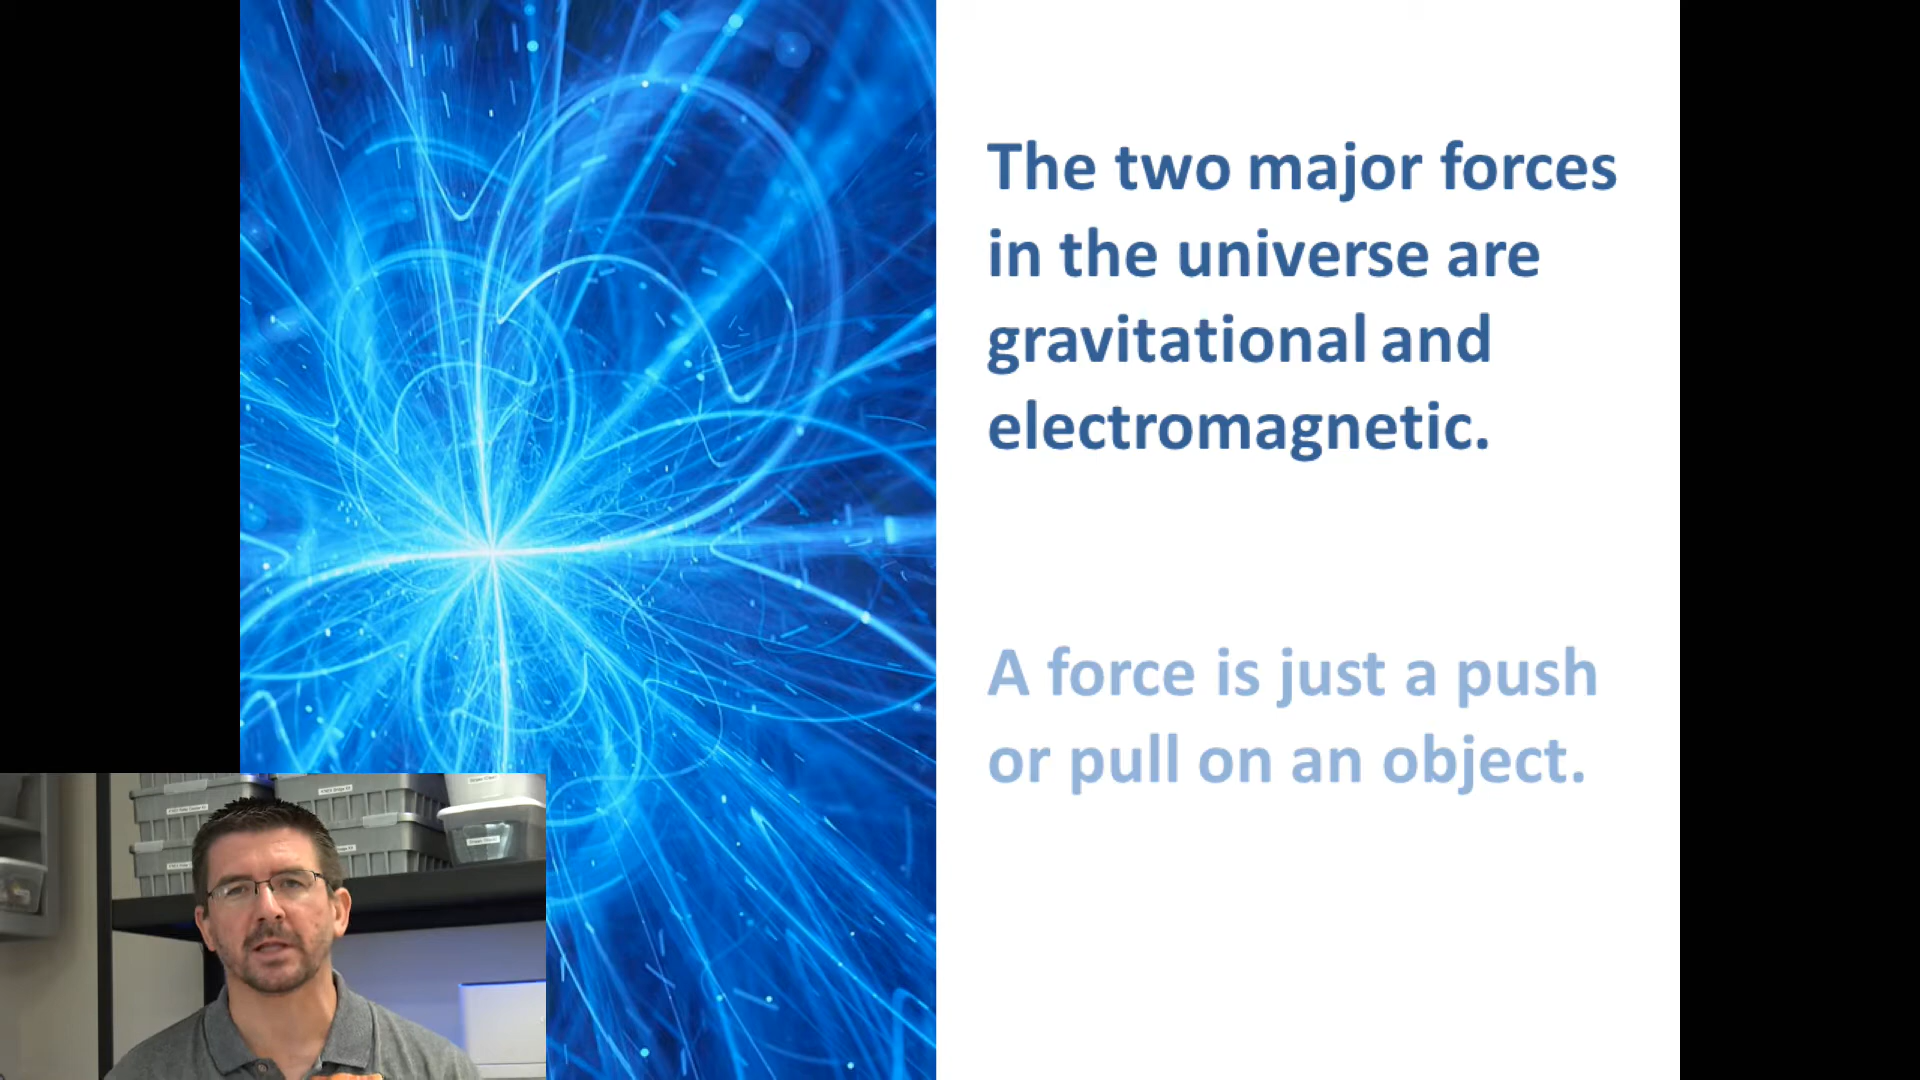 The two major forces
in the universe are
gravitational and
electromagnetic.
A force is just a push
or pull on an object.